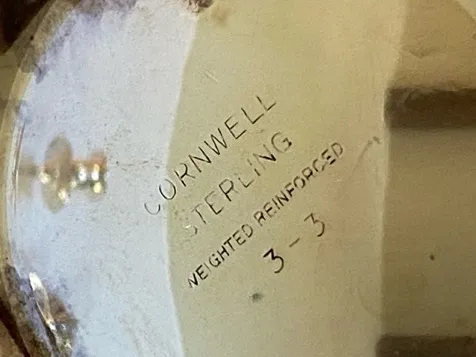 CORNWELL
STERLING
WEIGHTED REINFORCED
3-3